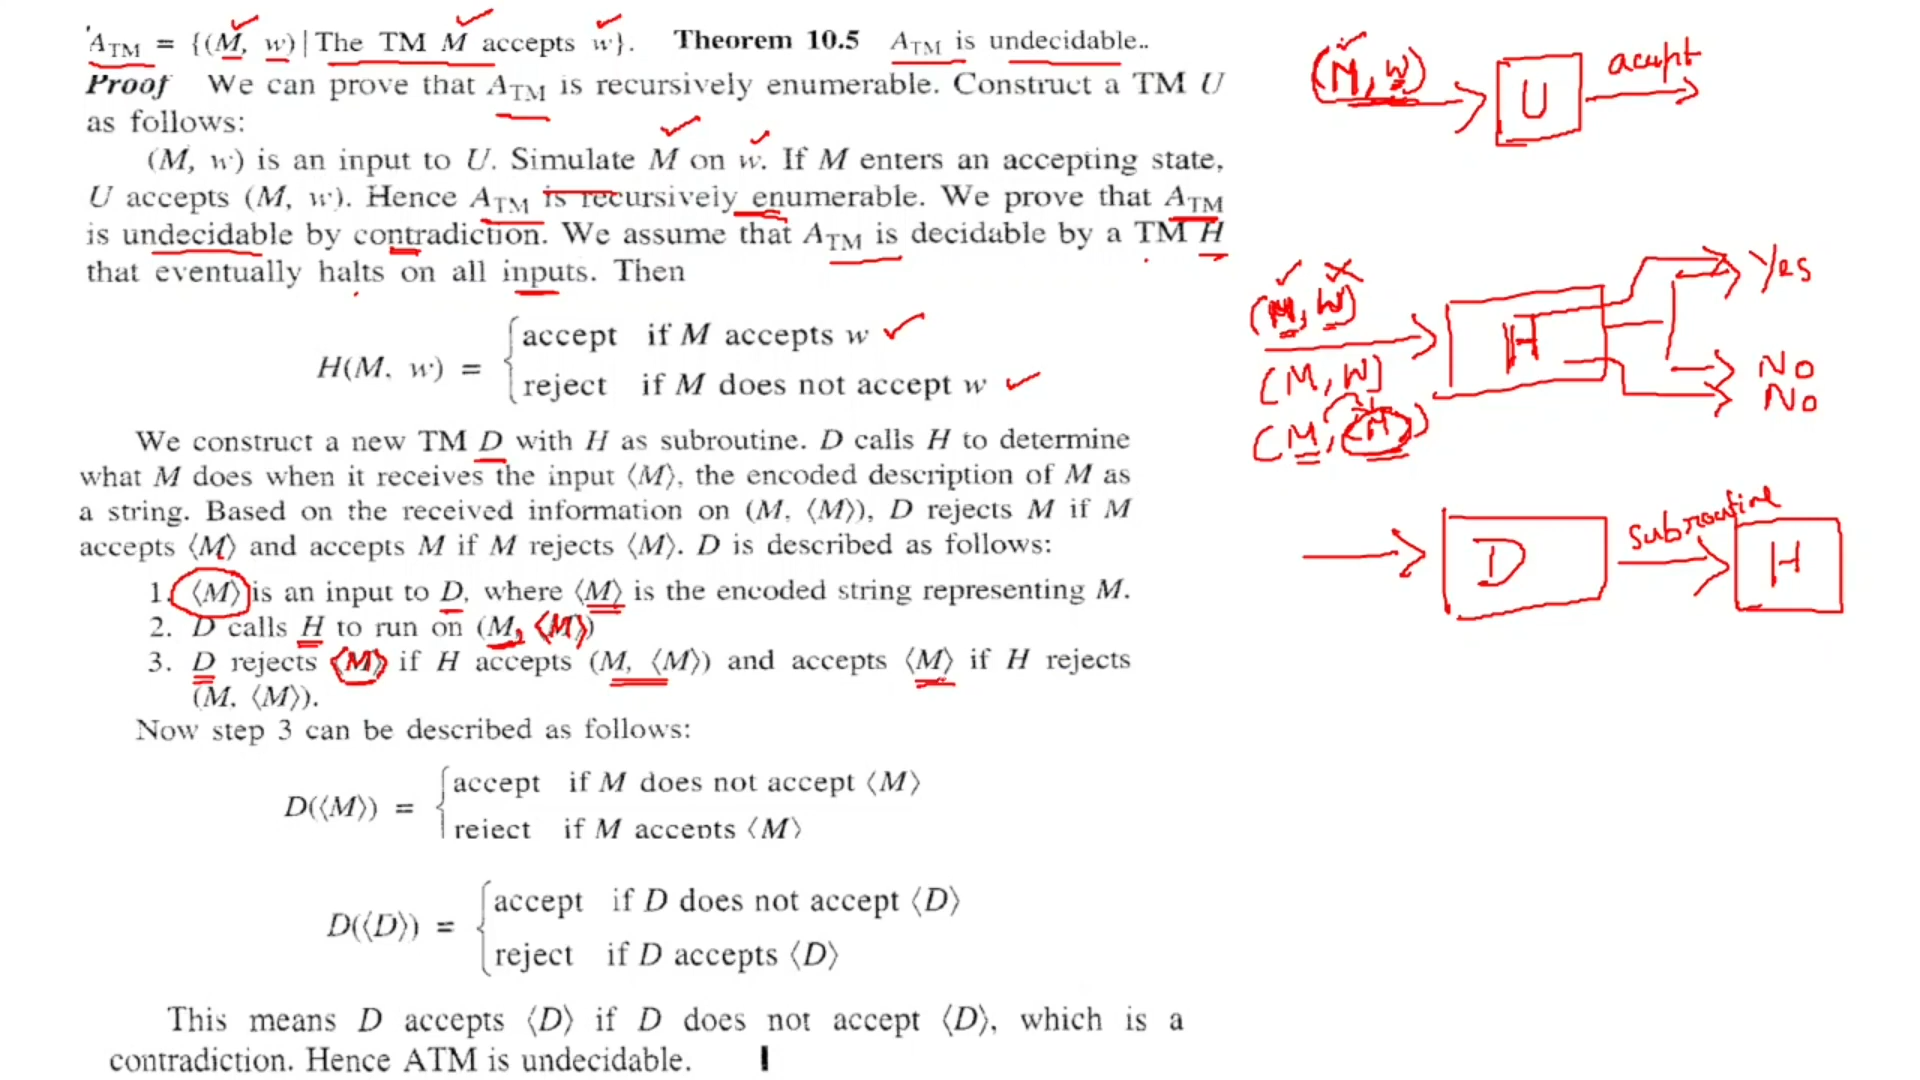 'A_TM = {(M, w) | The TM M accepts w}. Theorem 10.5 A_TM is undecidable..
Proof We can prove that A_TM is recursively enumerable. Construct a TM U
as follows:
(M, w) is an input to U. Simulate M on w. If M enters an accepting state,
U accepts (M, w). Hence A_TM is recursively enumerable. We prove that A_TM
is undecidable by contradiction. We assume that A_TM is decidable by a TM H
that eventually halts on all inputs. Then
H(M, w) = { accept if M accepts w
reject if M does not accept w
We construct a new TM D with H as subroutine. D calls H to determine
what M does when it receives the input ⟨M⟩, the encoded description of M as
a string. Based on the received information on (M, ⟨M⟩), D rejects M if M
accepts ⟨M⟩ and accepts M if M rejects ⟨M⟩. D is described as follows:
1. ⟨M⟩ is an input to D, where ⟨M⟩ is the encoded string representing M.
2. D calls H to run on (M, ⟨M⟩)
3. D rejects ⟨M⟩ if H accepts (M, ⟨M⟩) and accepts ⟨M⟩ if H rejects
(M, ⟨M⟩).
Now step 3 can be described as follows:
D(⟨M⟩) = { accept if M does not accept ⟨M⟩
reject if M accepts ⟨M⟩
D(⟨D⟩) = { accept if D does not accept ⟨D⟩
reject if D accepts ⟨D⟩
This means D accepts ⟨D⟩ if D does not accept ⟨D⟩, which is a
contradiction. Hence ATM is undecidable.
(M, w) U accept
(M, w) H Yes
(M, w) No
(M, ⟨M⟩) No
D subroutine H